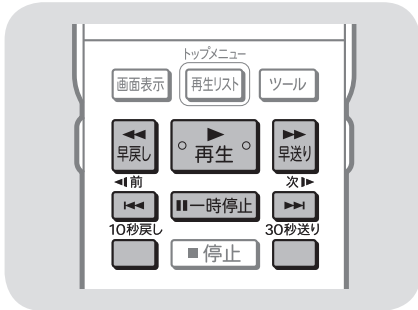 トップメニュー
画面表示 再生リスト ツール
◀◀ ▶ ▶▶
早戻し 再生 早送り
◀Ⅰ前 次Ⅰ▶
⏮ ⏸一時停止 ⏭
10秒戻し 30秒送り
■停止